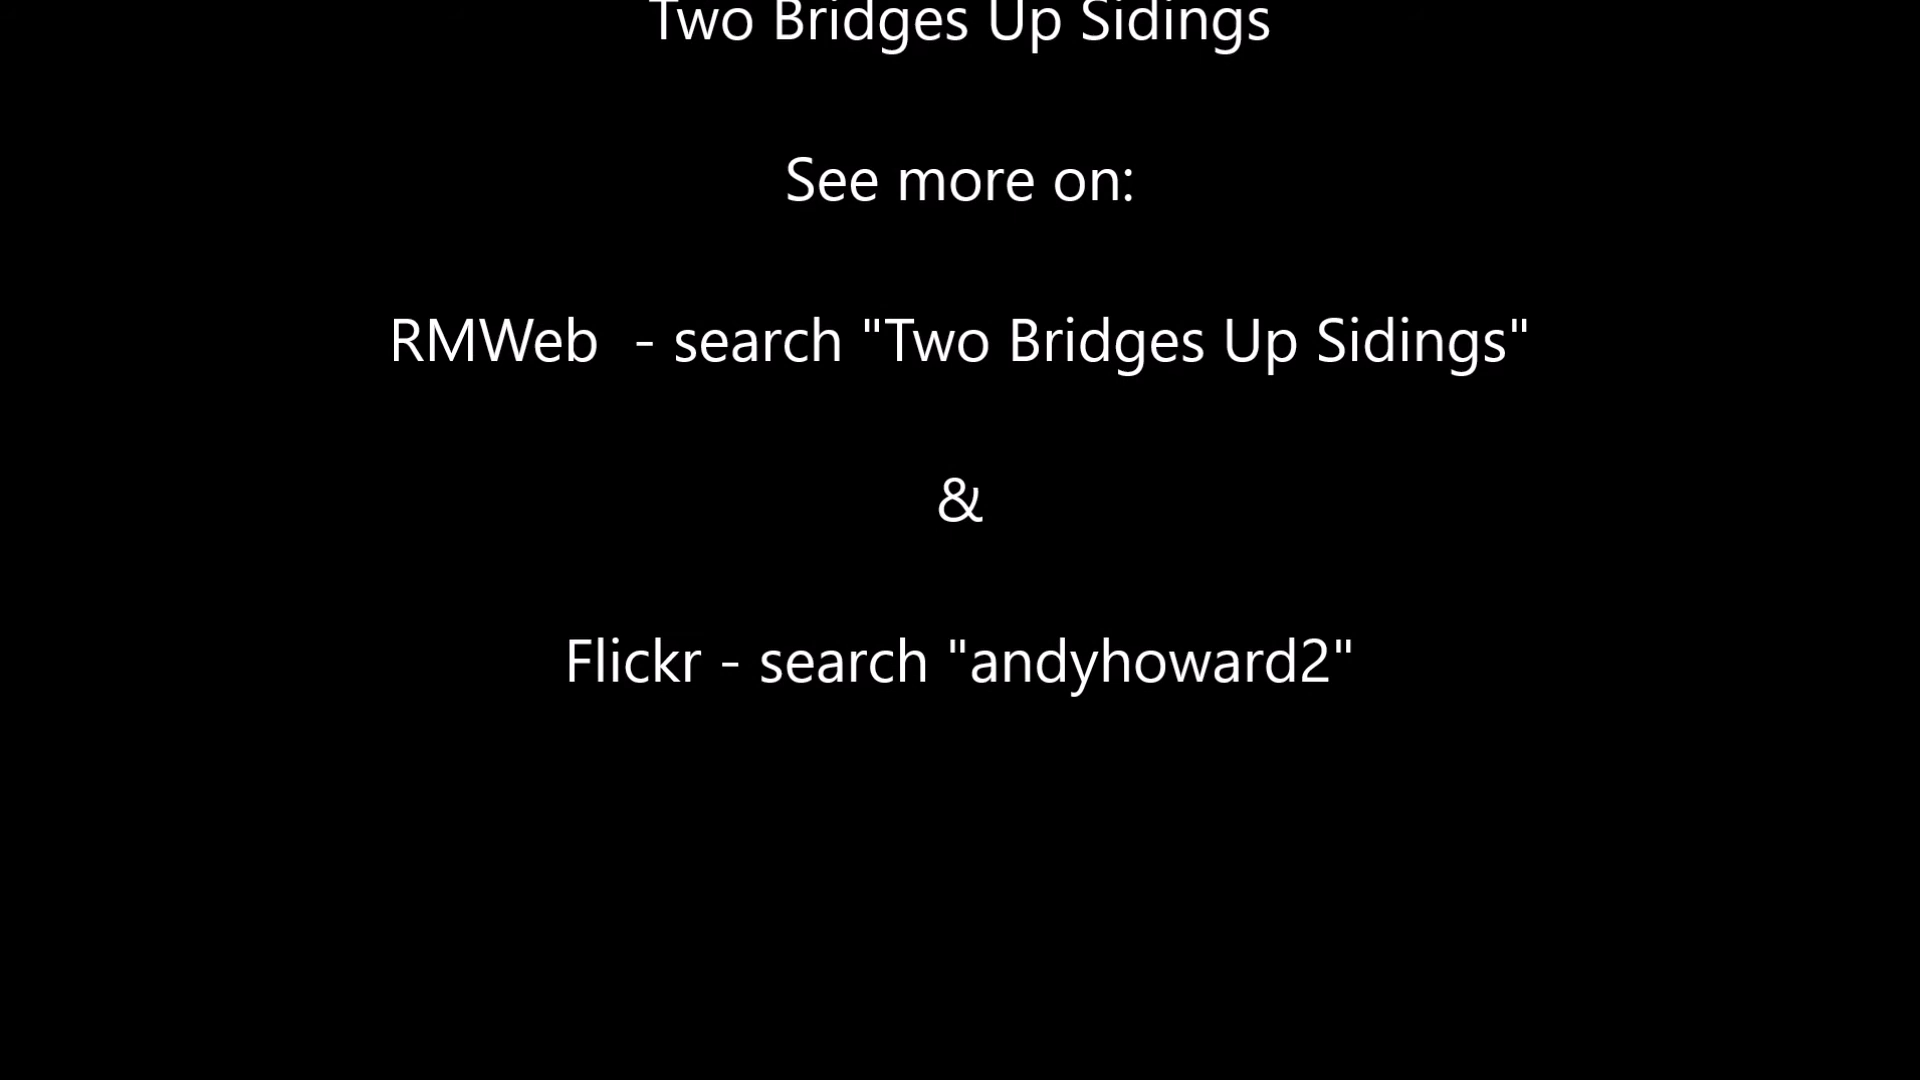 Two Bridges Up Sidings
See more on:
RMWeb  - search "Two Bridges Up Sidings"
&
Flickr - search "andyhoward2"